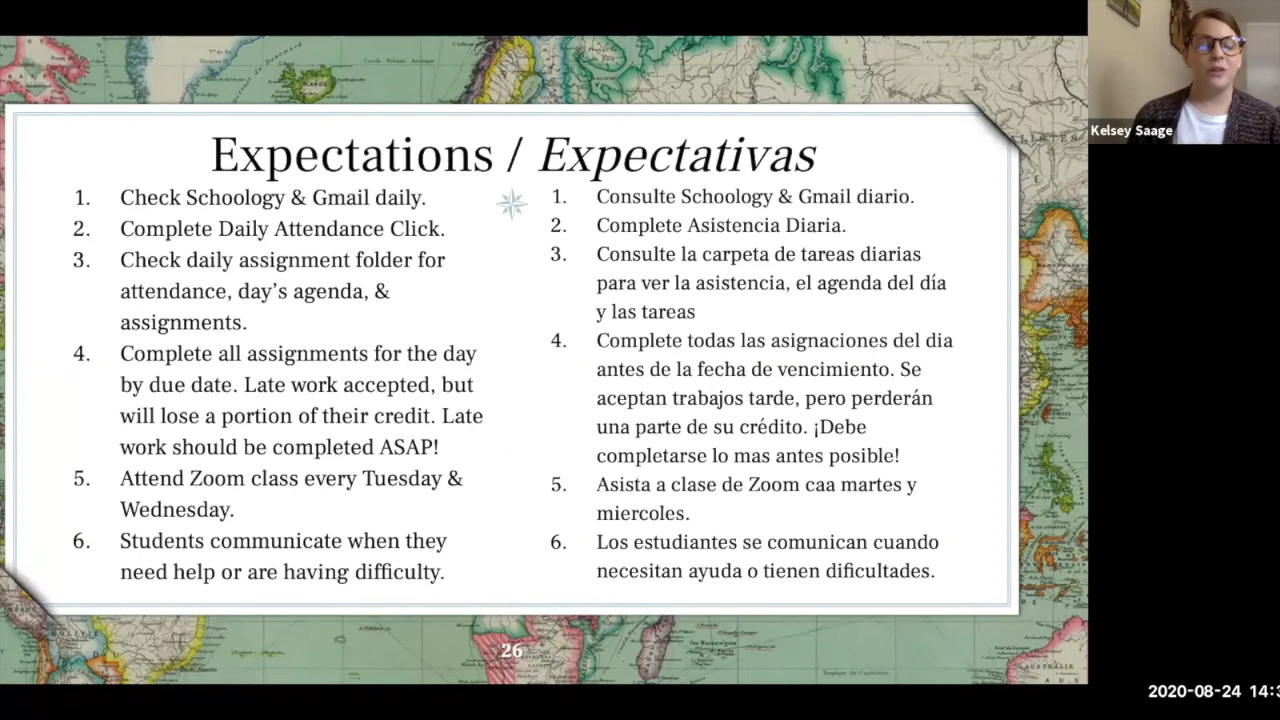 Expectations / Expectativas
1. Check Schoology & Gmail daily.
2. Complete Daily Attendance Click.
3. Check daily assignment folder for
attendance, day's agenda, &
assignments.
4. Complete all assignments for the day
by due date. Late work accepted, but
will lose a portion of their credit. Late
work should be completed ASAP!
5. Attend Zoom class every Tuesday &
Wednesday.
6. Students communicate when they
need help or are having difficulty.
1. Consulte Schoology & Gmail diario.
2. Complete Asistencia Diaria.
3. Consulte la carpeta de tareas diarias
para ver la asistencia, el agenda del día
y las tareas
4. Complete todas las asignaciones del dia
antes de la fecha de vencimiento. Se
aceptan trabajos tarde, pero perderán
una parte de su crédito. ¡Debe
completarse lo mas antes posible!
5. Asista a clase de Zoom caa martes y
miercoles.
6. Los estudiantes se comunican cuando
necesitan ayuda o tienen dificultades.
26
Kelsey Saage
2020-08-24